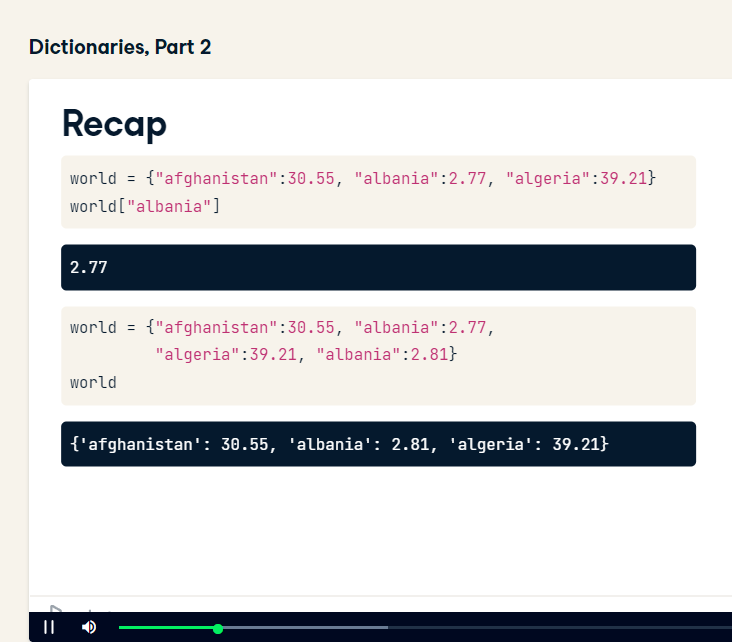 Dictionaries, Part 2
Recap
world = {"afghanistan":30.55, "albania":2.77, "algeria":39.21}
world["albania"]
2.77
world = {"afghanistan":30.55, "albania":2.77,
"algeria":39.21, "albania":2.81}
world
{'afghanistan': 30.55, 'albania': 2.81, 'algeria': 39.21}